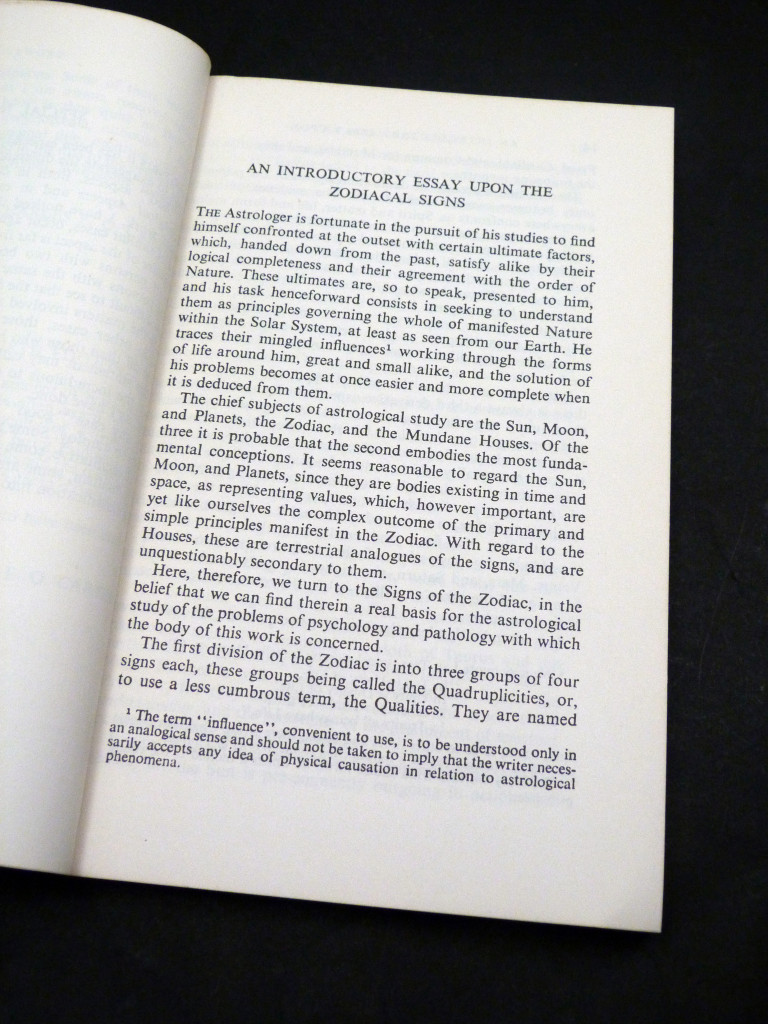 AN INTRODUCTORY ESSAY UPON THE
ZODIACAL SIGNS
THE Astrologer is fortunate in the pursuit of his studies to find
himself confronted at the outset with certain ultimate factors,
which, handed down from the past, satisfy alike by their
logical completeness and their agreement with the order of
Nature. These ultimates are, so to speak, presented to him,
and his task henceforward consists in seeking to understand
them as principles governing the whole of manifested Nature
within the Solar System, at least as seen from our Earth. He
traces their mingled influences¹ working through the forms
of life around him, great and small alike, and the solution of
his problems becomes at once easier and more complete when
it is deduced from them.
The chief subjects of astrological study are the Sun, Moon,
and Planets, the Zodiac, and the Mundane Houses. Of the
three it is probable that the second embodies the most funda-
mental conceptions. It seems reasonable to regard the Sun,
Moon, and Planets, since they are bodies existing in time and
space, as representing values, which, however important, are
yet like ourselves the complex outcome of the primary and
simple principles manifest in the Zodiac. With regard to the
Houses, these are terrestrial analogues of the signs, and are
unquestionably secondary to them.
Here, therefore, we turn to the Signs of the Zodiac, in the
belief that we can find therein a real basis for the astrological
study of the problems of psychology and pathology with which
the body of this work is concerned.
The first division of the Zodiac is into three groups of four
signs each, these groups being called the Quadruplicities, or,
to use a less cumbrous term, the Qualities. They are named
¹ The term "influence", convenient to use, is to be understood only in
an analogical sense and should not be taken to imply that the writer neces-
sarily accepts any idea of physical causation in relation to astrological
phenomena.